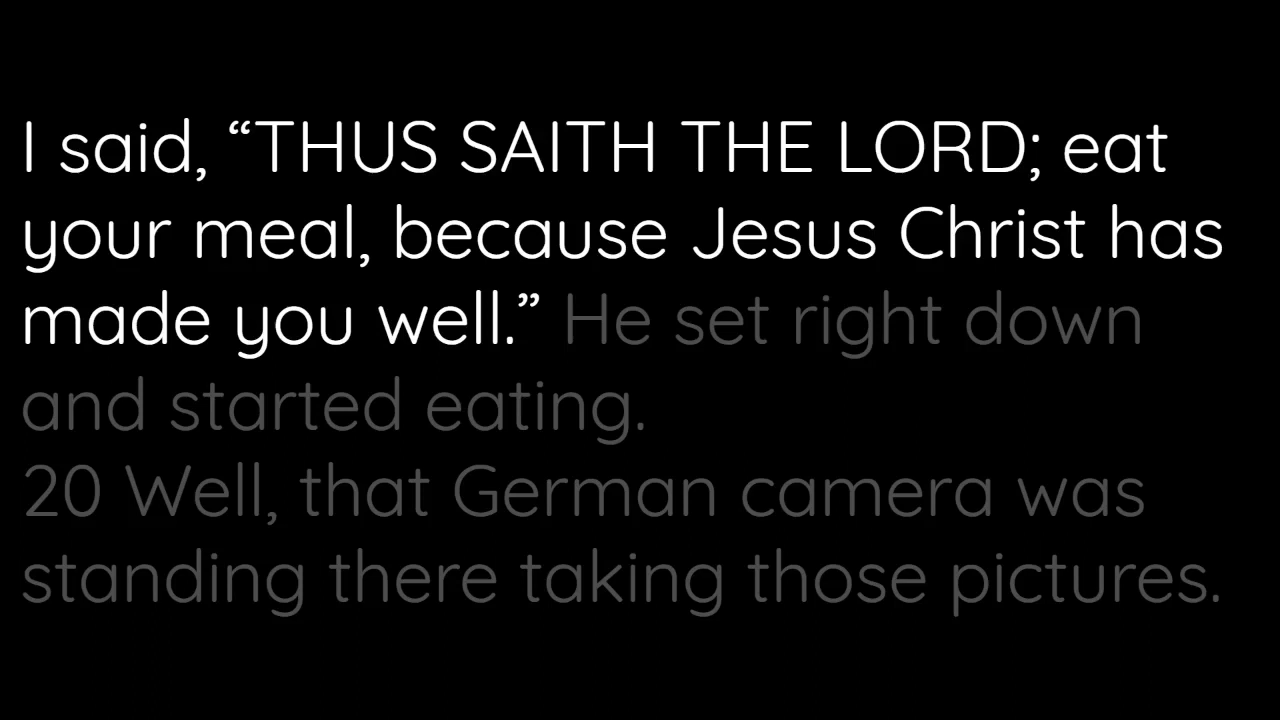 I said, “THUS SAITH THE LORD; eat
your meal, because Jesus Christ has
made you well.” He set right down
and started eating.
20 Well, that German camera was
standing there taking those pictures.